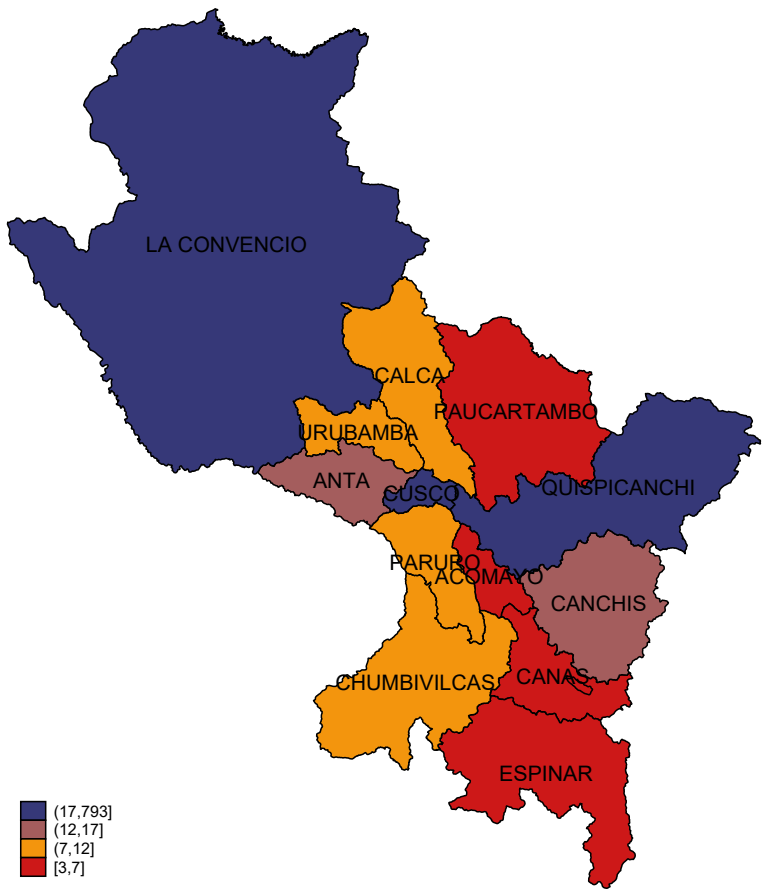 LA CONVENCIO
CALCA
PAUCARTAMBO
URUBAMBA
ANTA
CUSCO
QUISPICANCHI
PARURO
ACOMAYO
CANCHIS
CHUMBIVILCAS
CANAS
ESPINAR
(17,793]
(12,17]
(7,12]
[3,7]